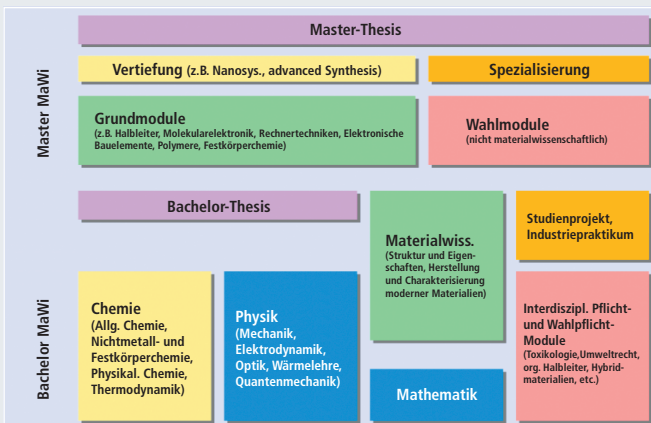 Master MaWi
Master-Thesis
Vertiefung (z.B. Nanosys., advanced Synthesis)
Spezialisierung
Grundmodule
(z.B. Halbleiter, Molekularelektronik, Rechnertechniken, Elektronische
Bauelemente, Polymere, Festkörperchemie)
Wahlmodule
(nicht materialwissenschaftlich)
Bachelor MaWi
Bachelor-Thesis
Materialwiss.
(Struktur und Eigen-
schaften, Herstellung
und Charakterisierung
moderner Materialien)
Studienprojekt,
Industriepraktikum
Chemie
(Allg. Chemie,
Nichtmetall- und
Festkörperchemie,
Physikal. Chemie,
Thermodynamik)
Physik
(Mechanik,
Elektrodynamik,
Optik, Wärmelehre,
Quantenmechanik)
Mathematik
Interdiszipl. Pflicht-
und Wahlpflicht-
Module
(Toxikologie,Umweltrecht,
org. Halbleiter, Hybrid-
materialien, etc.)